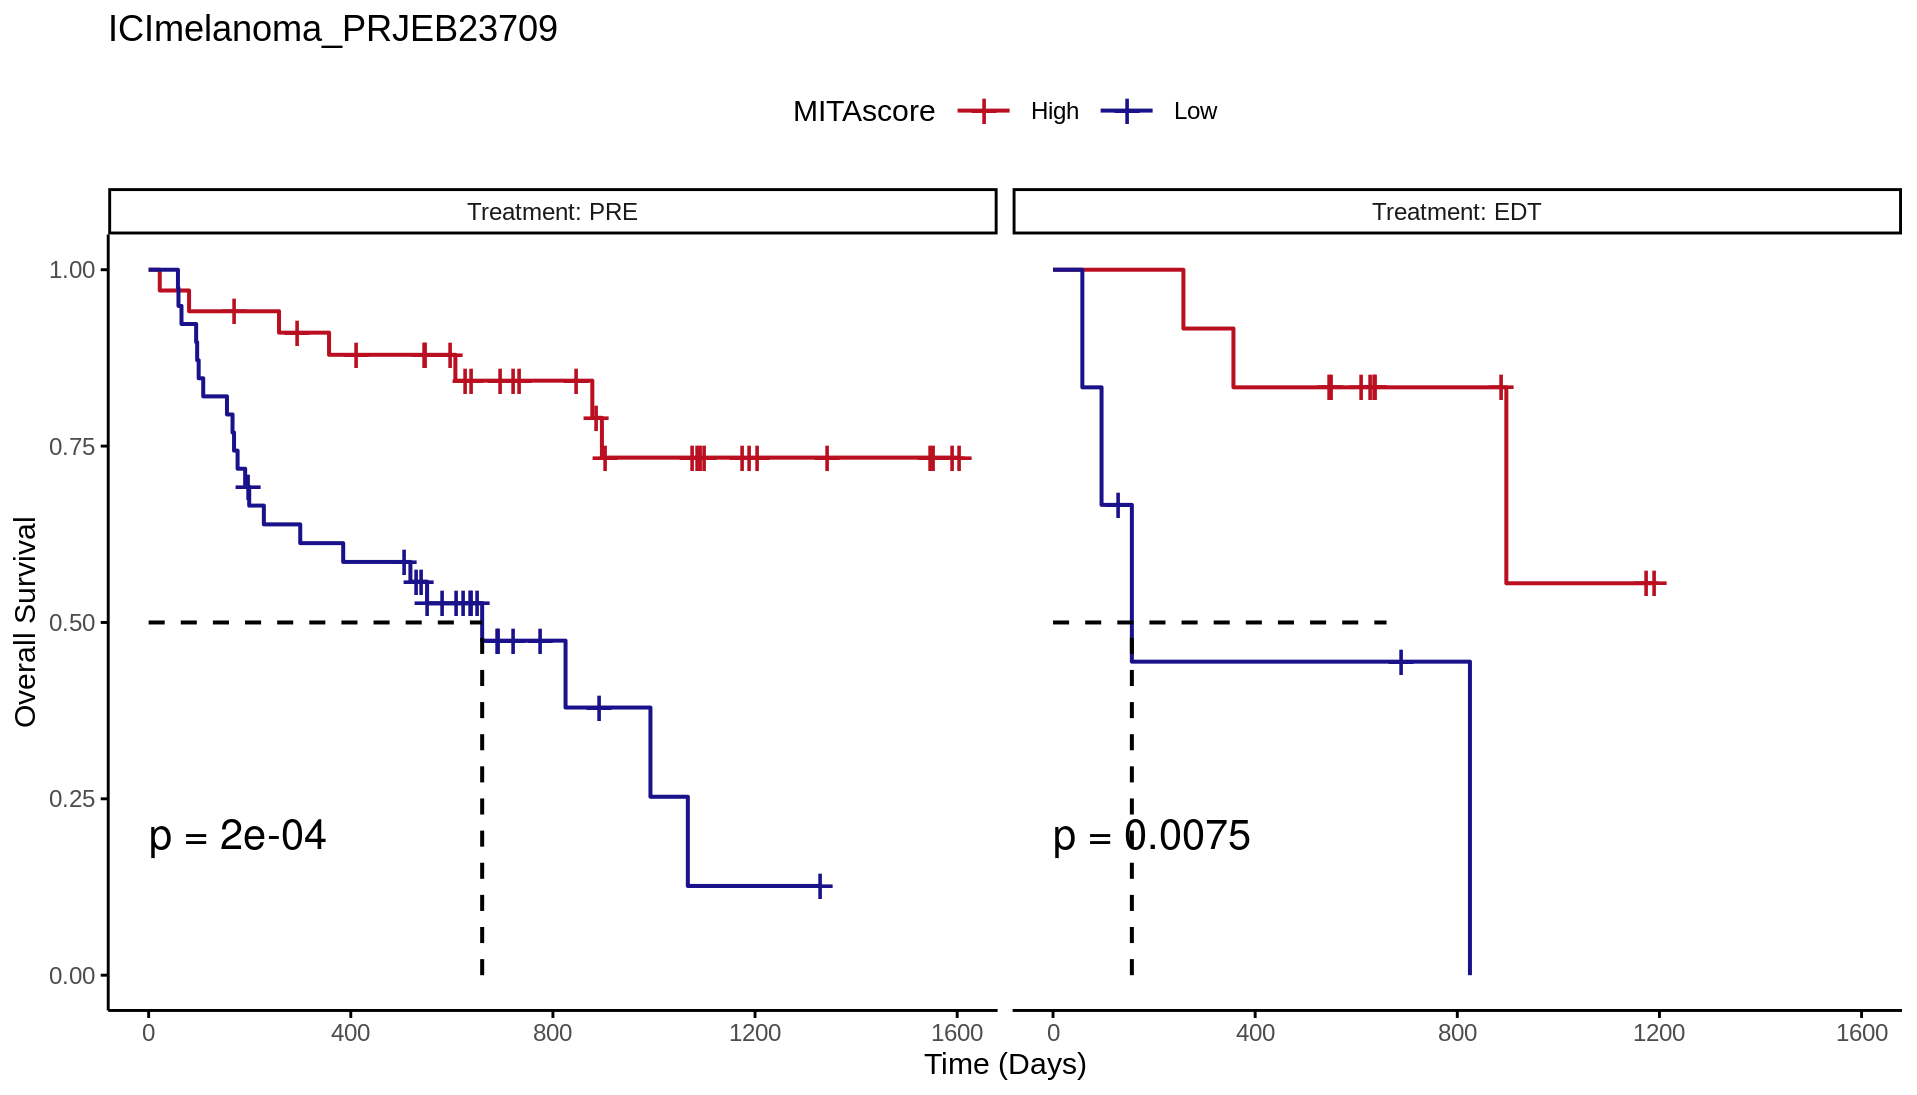 ICImelanoma_PRJEB23709
MITAscore High Low
Treatment: PRE
Treatment: EDT
Overall Survival
1.00
0.75
0.50
0.25
0.00
p = 2e-04
p = 0.0075
0 400 800 1200 1600
0 400 800 1200 1600
Time (Days)